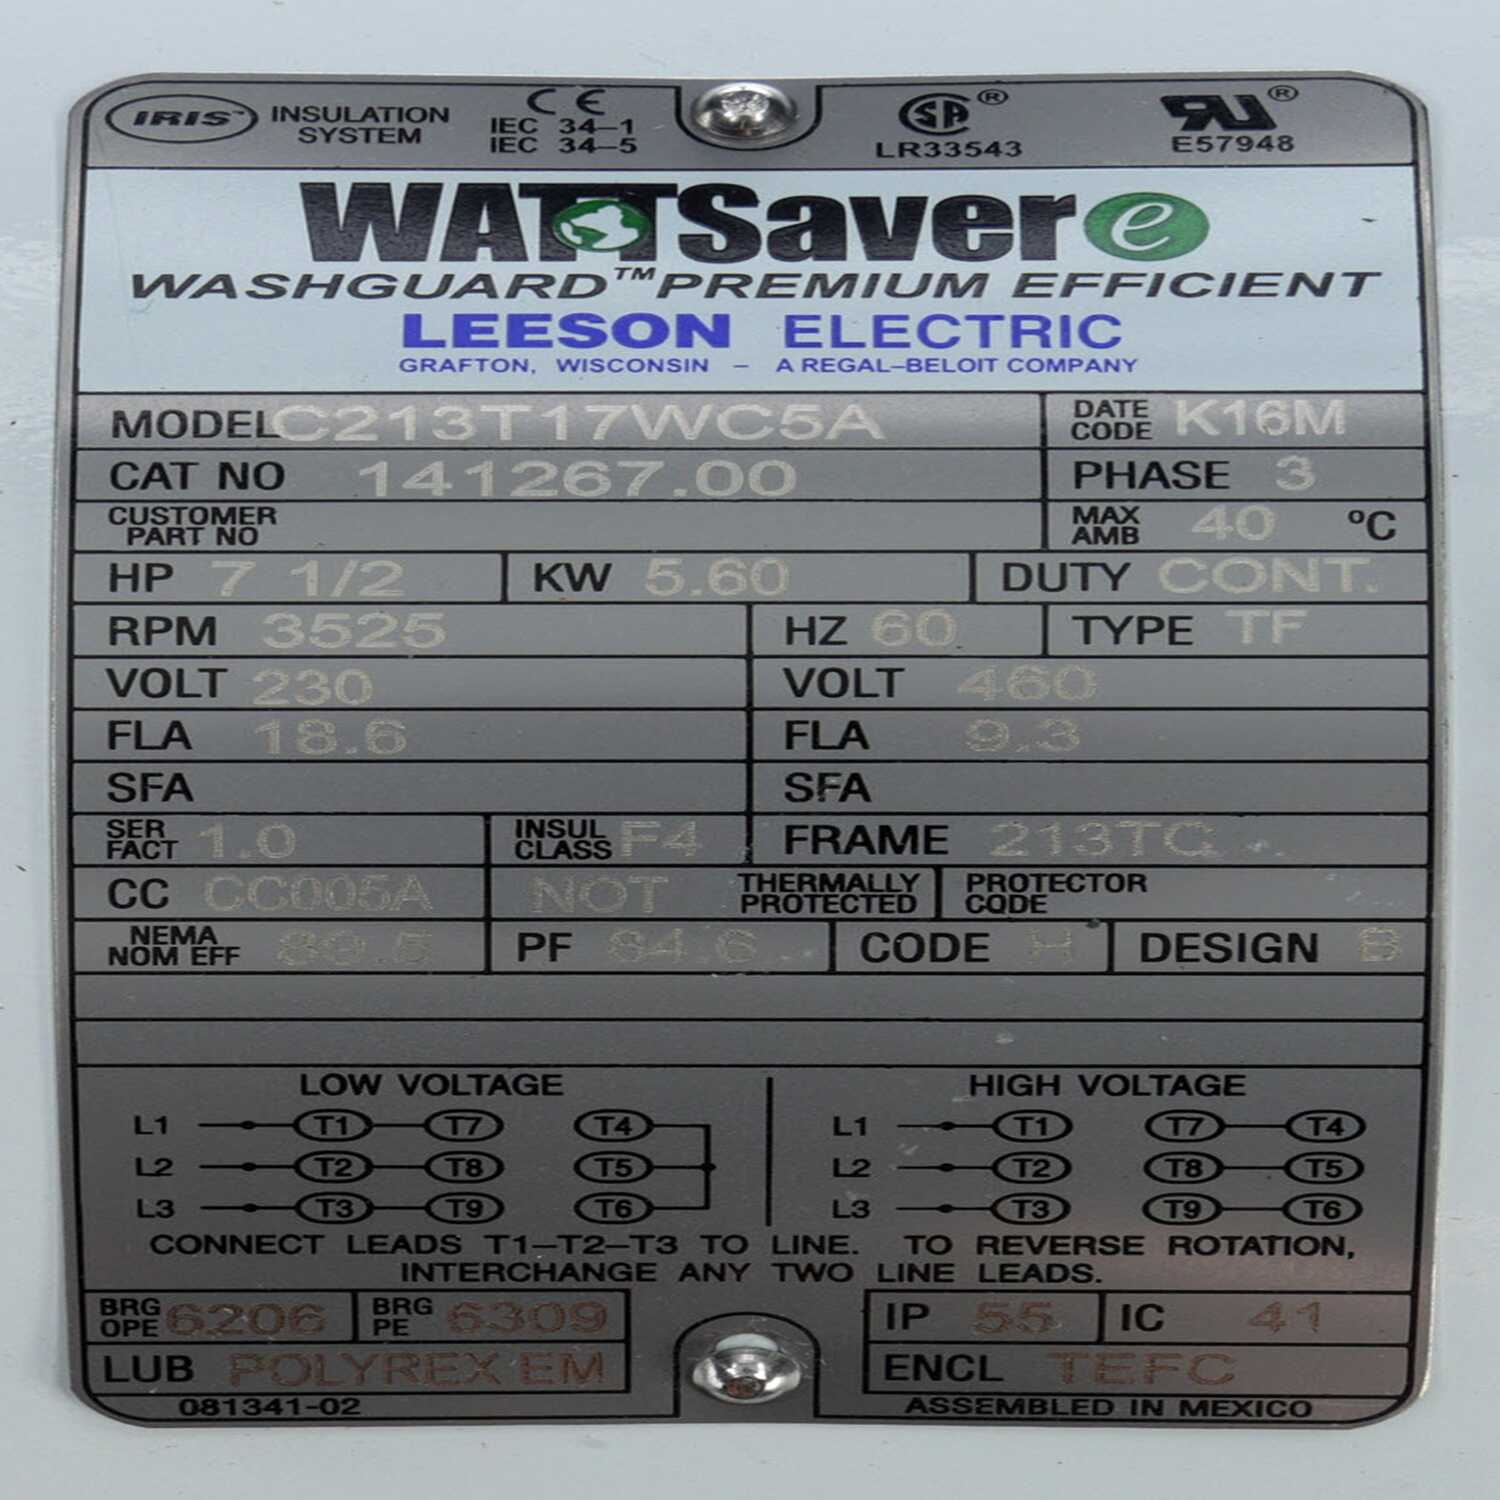 IRIS™ INSULATION SYSTEM
CE
IEC 34-1
IEC 34-5
SA ®
LR33543
RU ®
E57948
WATTSaver e
WASHGUARD™ PREMIUM EFFICIENT
LEESON ELECTRIC
GRAFTON, WISCONSIN – A REGAL–BELOIT COMPANY
MODEL C213T17WC5A DATE CODE K16M
CAT NO 141267.00 PHASE 3
CUSTOMER PART NO MAX AMB 40 °C
HP 7 1/2 KW 5.60 DUTY CONT.
RPM 3525 HZ 60 TYPE TF
VOLT 230 VOLT 460
FLA 18.6 FLA 9.3
SFA SFA
SER FACT 1.0 INSUL CLASS F4 FRAME 213TC
CC CC005A NOT THERMALLY PROTECTED PROTECTOR CODE
NEMA NOM EFF 89.5 PF 84.6 CODE H DESIGN B
LOW VOLTAGE HIGH VOLTAGE
L1 T1 T7 T4 L1 T1 T7 T4
L2 T2 T8 T5 L2 T2 T8 T5
L3 T3 T9 T6 L3 T3 T9 T6
CONNECT LEADS T1–T2–T3 TO LINE. TO REVERSE ROTATION,
INTERCHANGE ANY TWO LINE LEADS.
BRG OPE 6206 BRG PE 6309 IP 55 IC 41
LUB POLYREX EM ENCL TEFC
081341-02 ASSEMBLED IN MEXICO